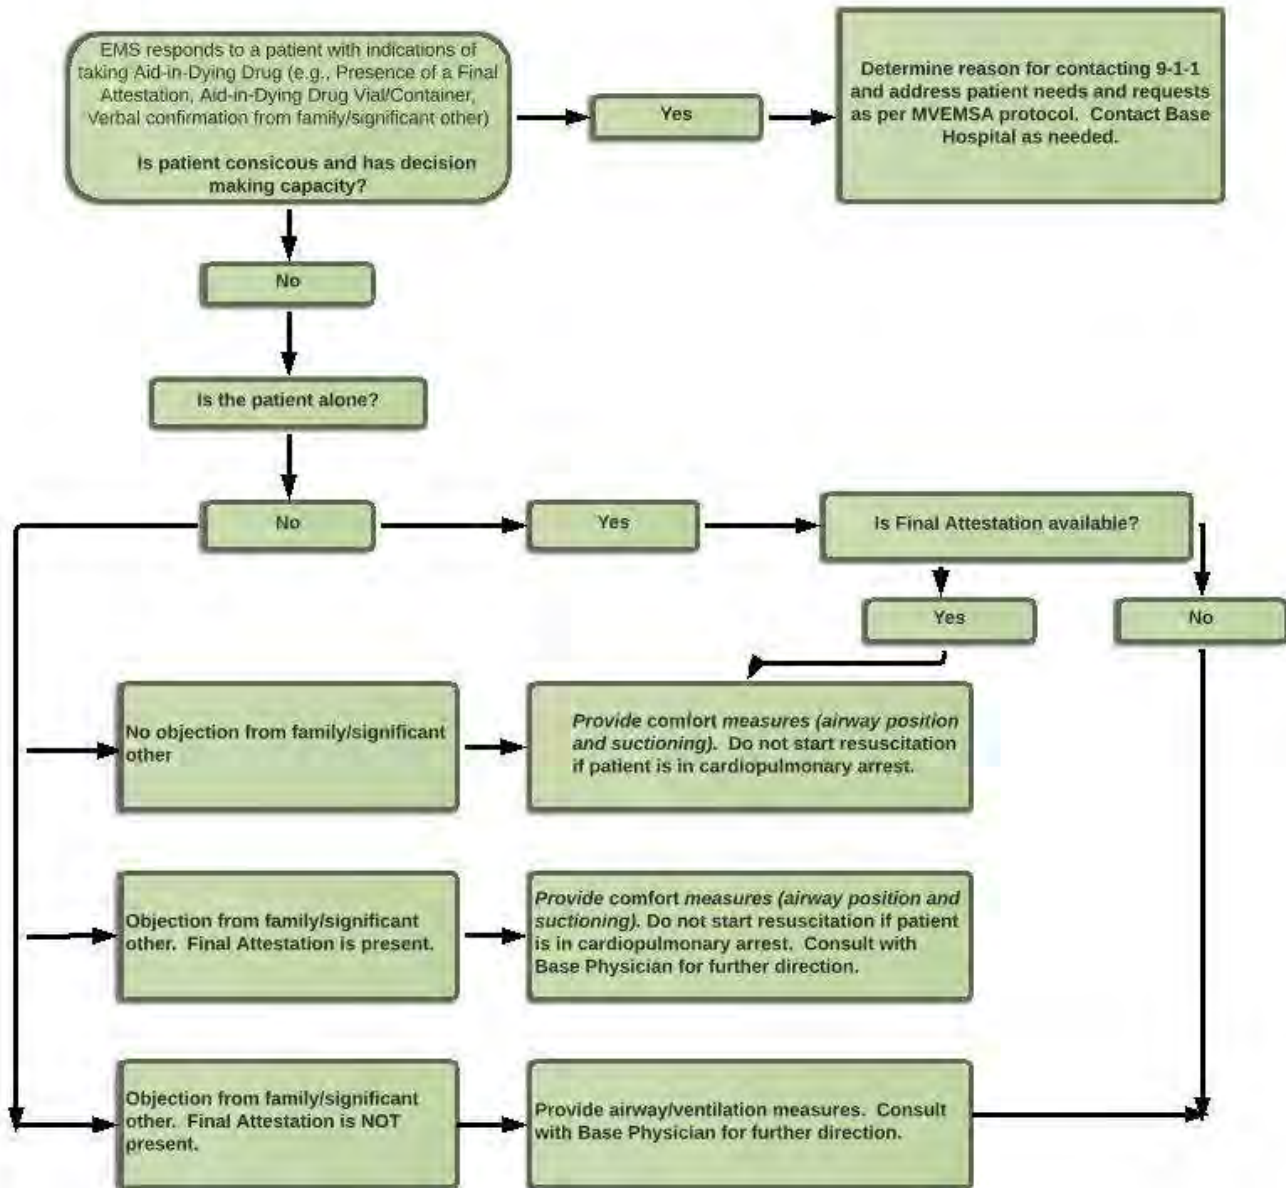 EMS responds to a patient with indications of
taking Aid-in-Dying Drug (e.g., Presence of a Final
Attestation, Aid-in-Dying Drug Vial/Container,
Verbal confirmation from family/significant other)
Is patient consicous and has decision
making capacity?
Yes
Determine reason for contacting 9-1-1
and address patient needs and requests
as per MVEMSA protocol.  Contact Base
Hospital as needed.
No
Is the patient alone?
No
Yes
Is Final Attestation available?
Yes
No
No objection from family/significant
other
Provide comfort measures (airway position
and suctioning).  Do not start resuscitation
if patient is in cardiopulmonary arrest.
Objection from family/significant
other.  Final Attestation is present.
Provide comfort measures (airway position and
suctioning). Do not start resuscitation if patient
is in cardiopulmonary arrest.  Consult with
Base Physician for further direction.
Objection from family/significant
other.  Final Attestation is NOT
present.
Provide airway/ventilation measures.  Consult
with Base Physician for further direction.